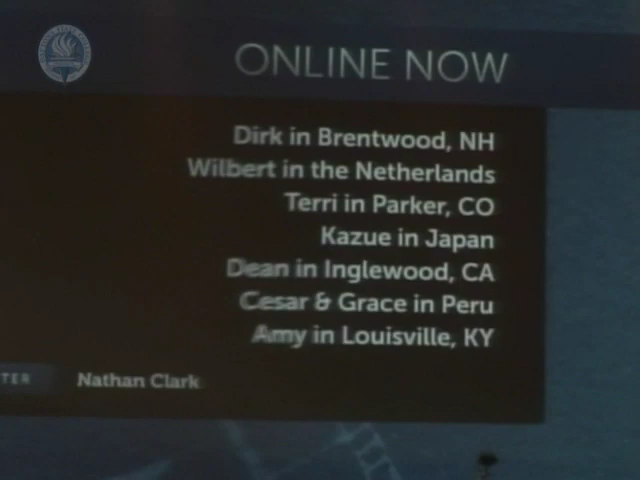 ONLINE NOW
Dirk in Brentwood, NH
Wilbert in the Netherlands
Terri in Parker, CO
Kazue in Japan
Dean in Inglewood, CA
Cesar & Grace in Peru
Amy in Louisville, KY
TER Nathan Clark